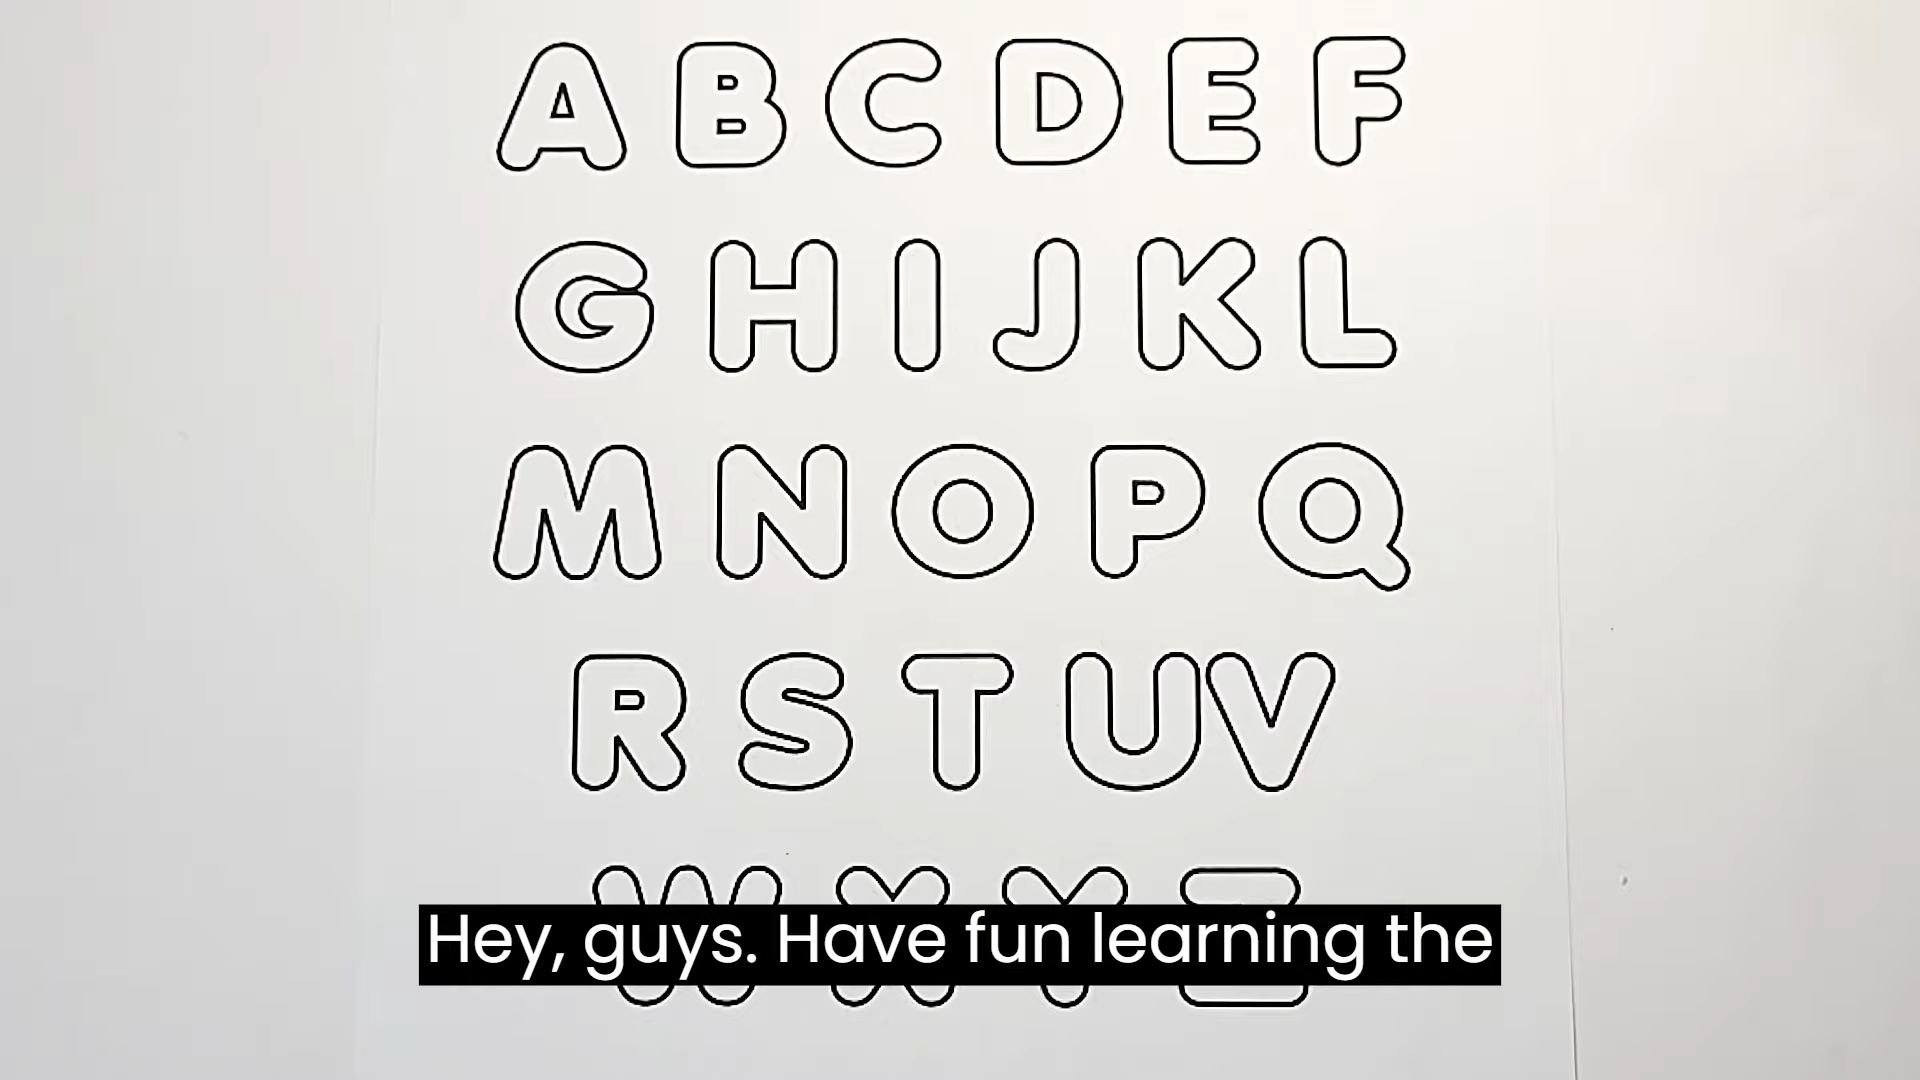 A B C D E F
G H I J K L
M N O P Q
R S T U V
W X Y Z
Hey, guys. Have fun learning the